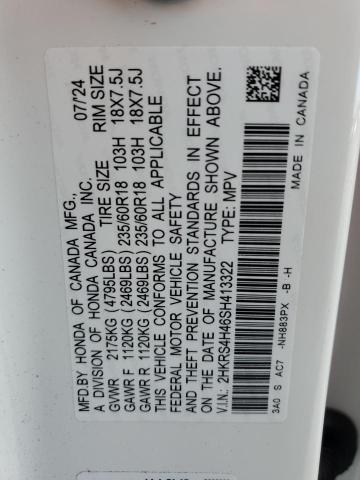 MFD.BY HONDA OF CANADA MFG., 07/'24
A DIVISION OF HONDA CANADA INC.
TIRE SIZE RIM SIZE
GVWR 2175KG (4795LBS)
GAWR F 1120KG (2469LBS) 235/60R18 103H 18X7.5J
GAWR R 1120KG (2469LBS) 235/60R18 103H 18X7.5J
THIS VEHICLE CONFORMS TO ALL APPLICABLE
FEDERAL MOTOR VEHICLE SAFETY
AND THEFT PREVENTION STANDARDS IN EFFECT
ON THE DATE OF MANUFACTURE SHOWN ABOVE.
V.I.N.: 2HKRS4H46SH413322 TYPE: MPV
3A0 S AC7 -NH883PX -B -H
MADE IN CANADA